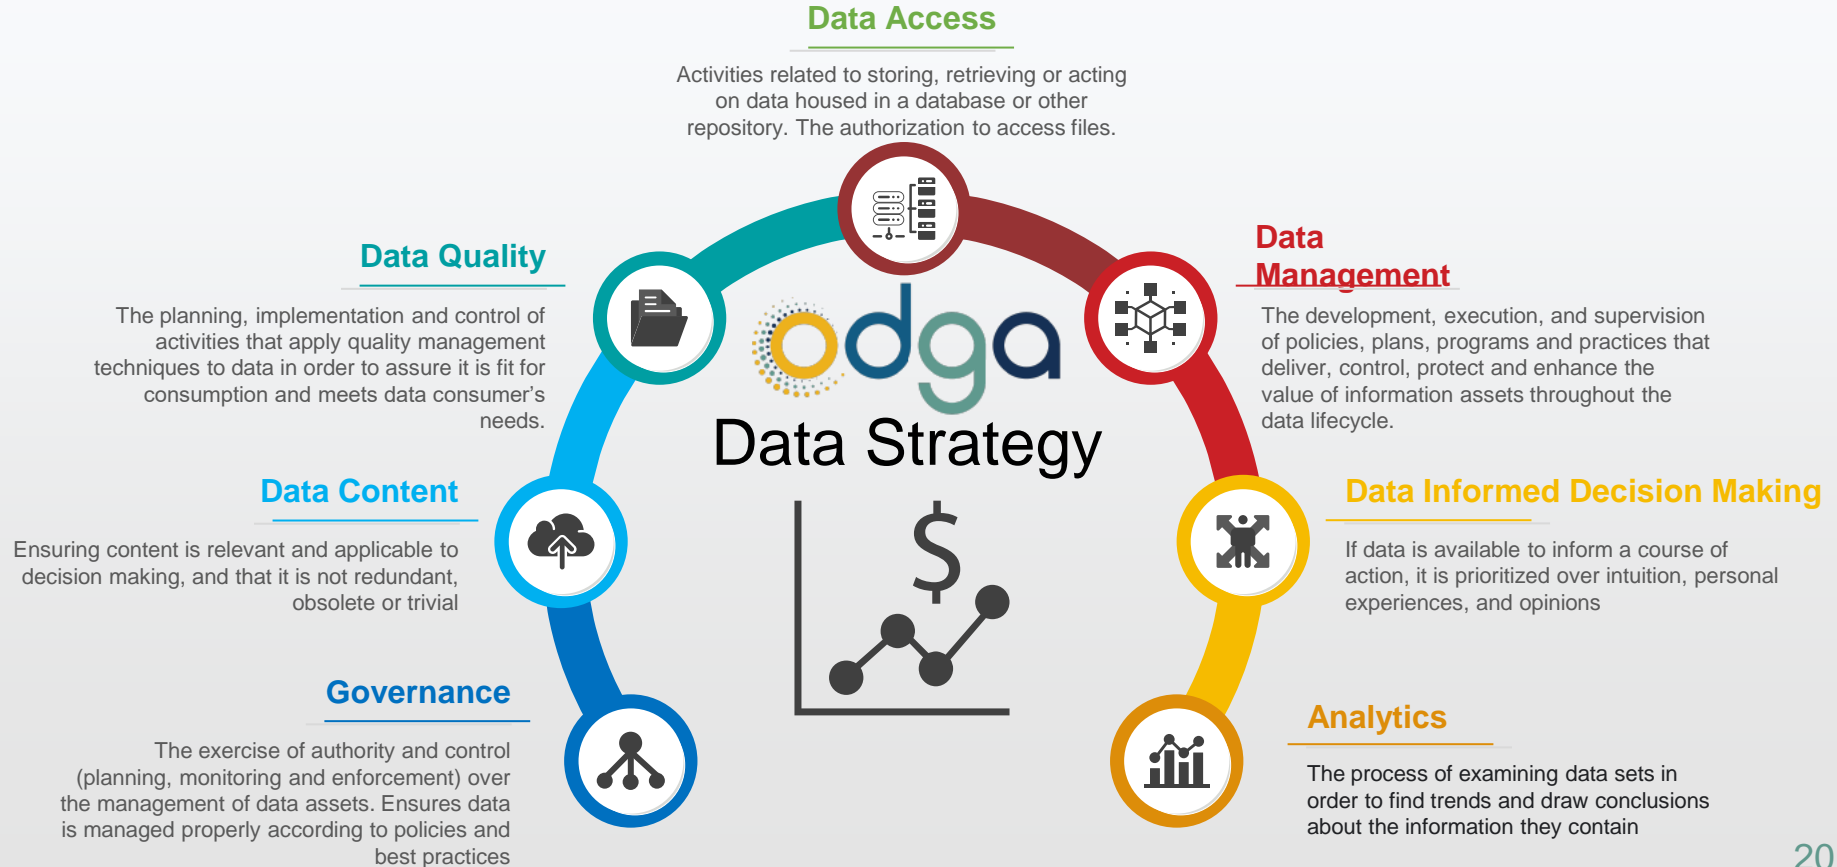 Data Access
Activities related to storing, retrieving or acting
on data housed in a database or other
repository. The authorization to access files.
Data Quality
The planning, implementation and control of
activities that apply quality management
techniques to data in order to assure it is fit for
consumption and meets data consumer’s
needs.
Data
Management
The development, execution, and supervision
of policies, plans, programs and practices that
deliver, control, protect and enhance the
value of information assets throughout the
data lifecycle.
odga
Data Strategy
$
Data Content
Ensuring content is relevant and applicable to
decision making, and that it is not redundant,
obsolete or trivial
Data Informed Decision Making
If data is available to inform a course of
action, it is prioritized over intuition, personal
experiences, and opinions
Governance
The exercise of authority and control
(planning, monitoring and enforcement) over
the management of data assets. Ensures data
is managed properly according to policies and
best practices
Analytics
The process of examining data sets in
order to find trends and draw conclusions
about the information they contain
20